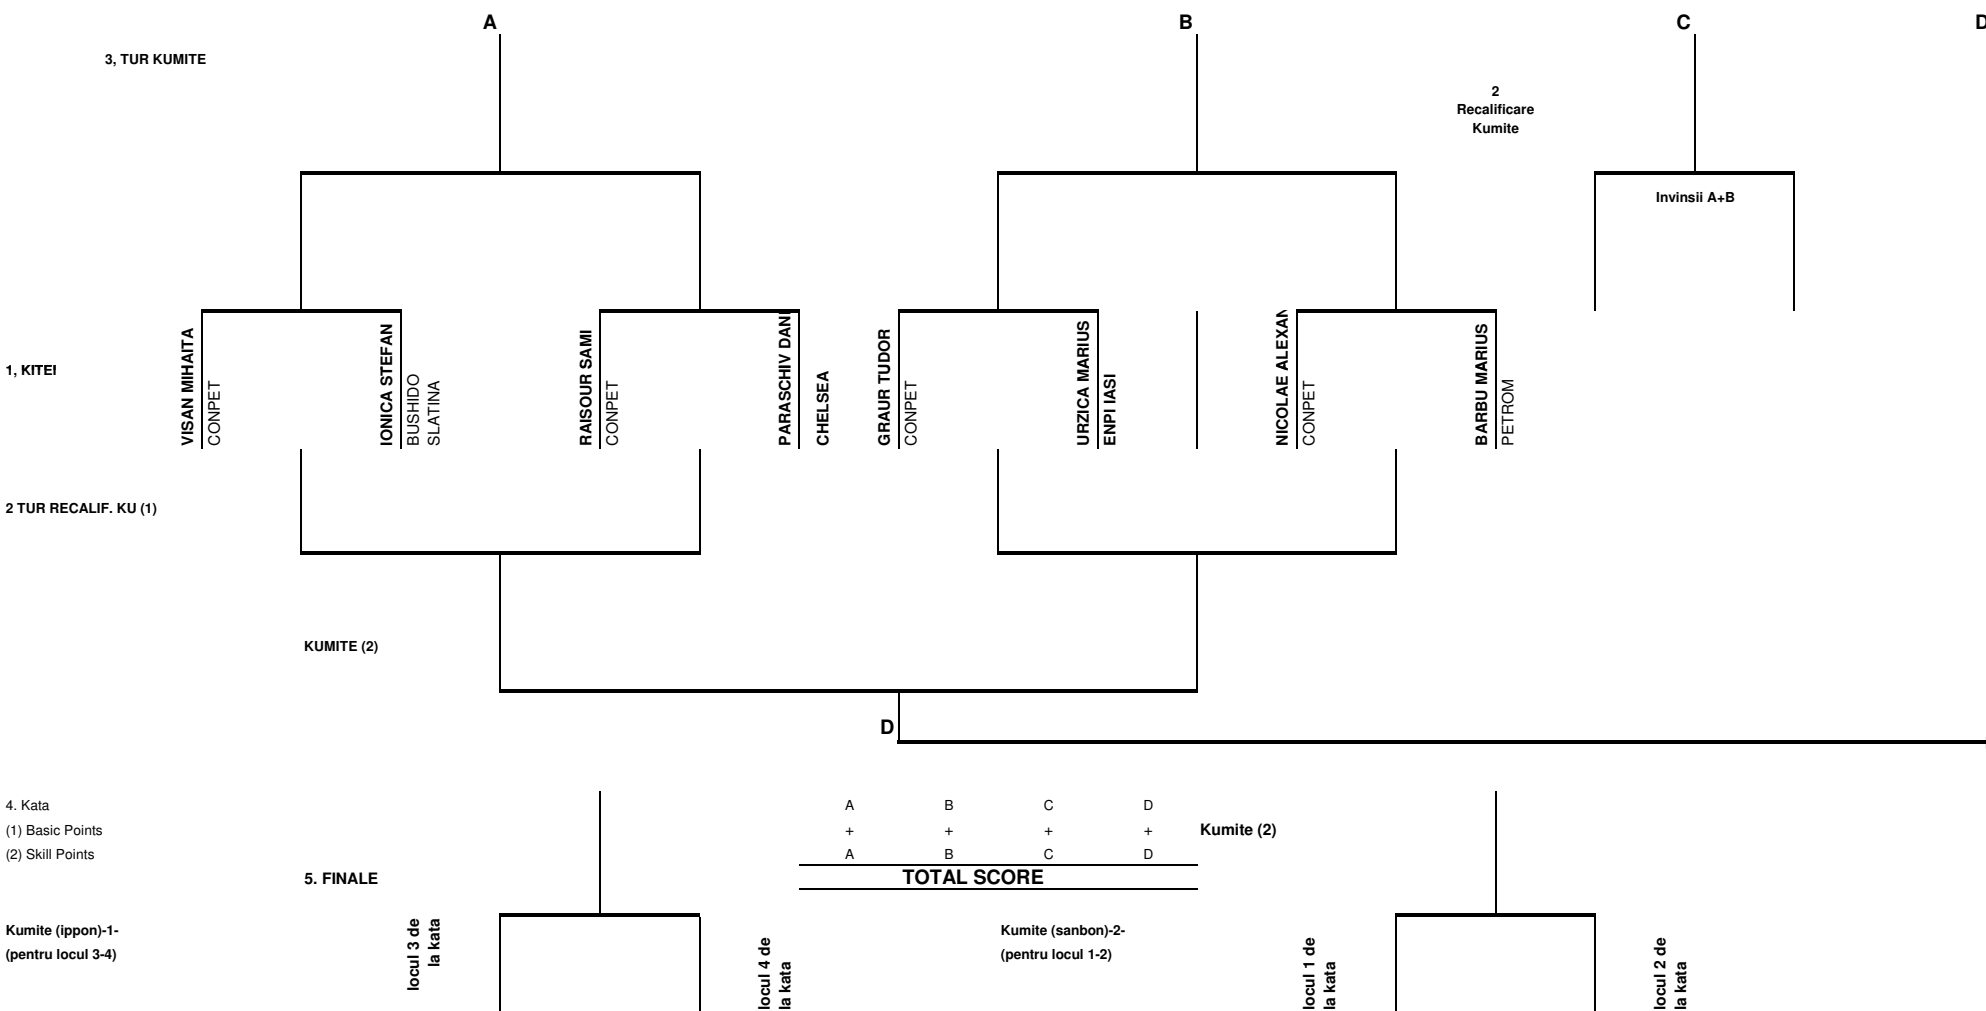 A
B
C
D
3, TUR KUMITE
2
Recalificare
Kumite
Invinsii A+B
1, KITEI
VISAN MIHAITA
CONPET
IONICA STEFAN
BUSHIDO
SLATINA
RAISOUR SAMI
CONPET
PARASCHIV DANI
CHELSEA
GRAUR TUDOR
CONPET
URZICA MARIUS
ENPI IASI
NICOLAE ALEXAN
CONPET
BARBU MARIUS
PETROM
2 TUR RECALIF. KU (1)
KUMITE (2)
D
4. Kata
A B C D
(1) Basic Points
+ + + + Kumite (2)
(2) Skill Points
A B C D
5. FINALE
TOTAL SCORE
Kumite (ippon)-1-
(pentru locul 3-4)
locul 3 de
la kata
locul 4 de
la kata
Kumite (sanbon)-2-
(pentru locul 1-2)
locul 1 de
la kata
locul 2 de
la kata